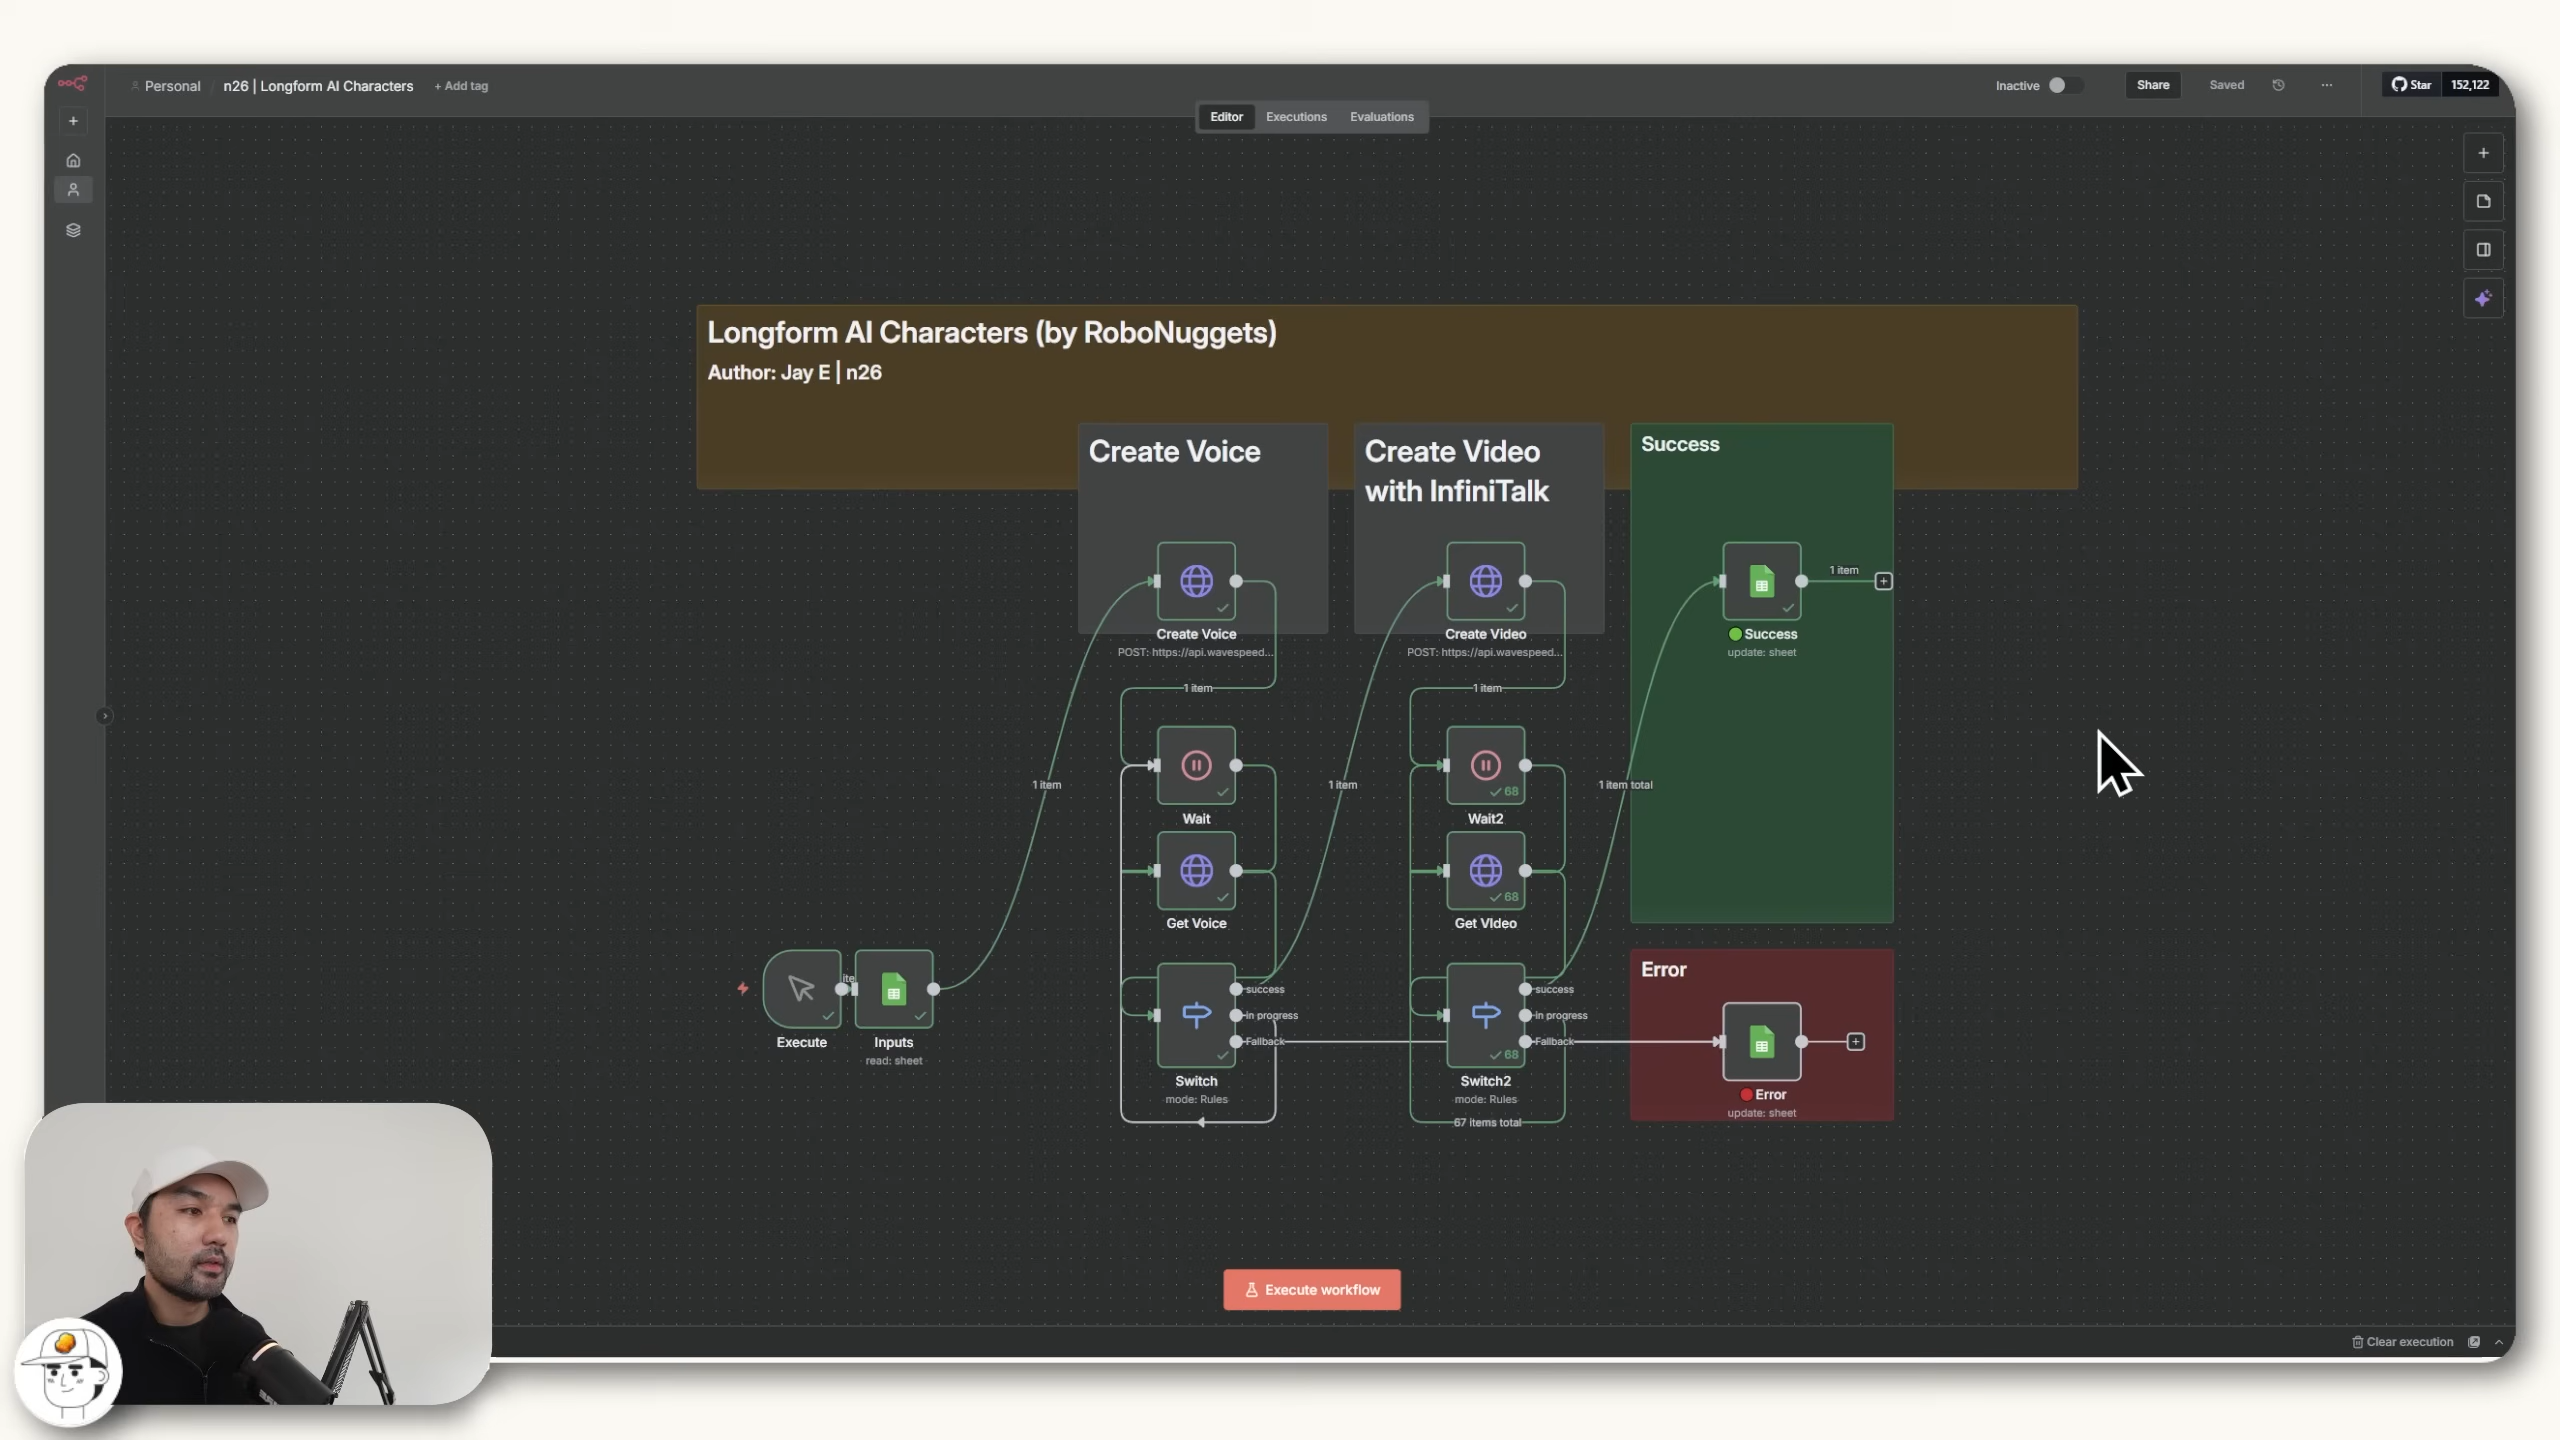 Personal / n26 | Longform AI Characters + Add tag
Inactive
Share
Saved
...
Star 152,122
Editor Executions Evaluations
Longform AI Characters (by RoboNuggets)
Author: Jay E | n26
Create Voice
Create Video
with InfiniTalk
Success
1 item
Create Voice
POST: https://api.wavespeed...
Create Video
POST: https://api.wavespeed...
Success
update: sheet
1 item
1 item
1 item
1 item
1 item total
68
Wait
Wait2
68
Get Voice
Get VIdeo
Error
ite
success
in progress
Fallback
success
in progress
Fallback
68
Execute
Inputs
read: sheet
Switch
mode: Rules
Switch2
mode: Rules
Error
update: sheet
67 items total
Execute workflow
Clear execution